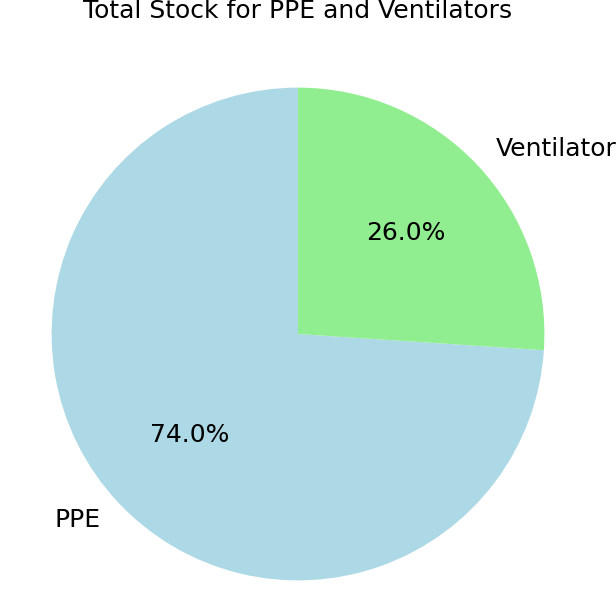 Total Stock for PPE and Ventilators
Ventilator
26.0%
74.0%
PPE